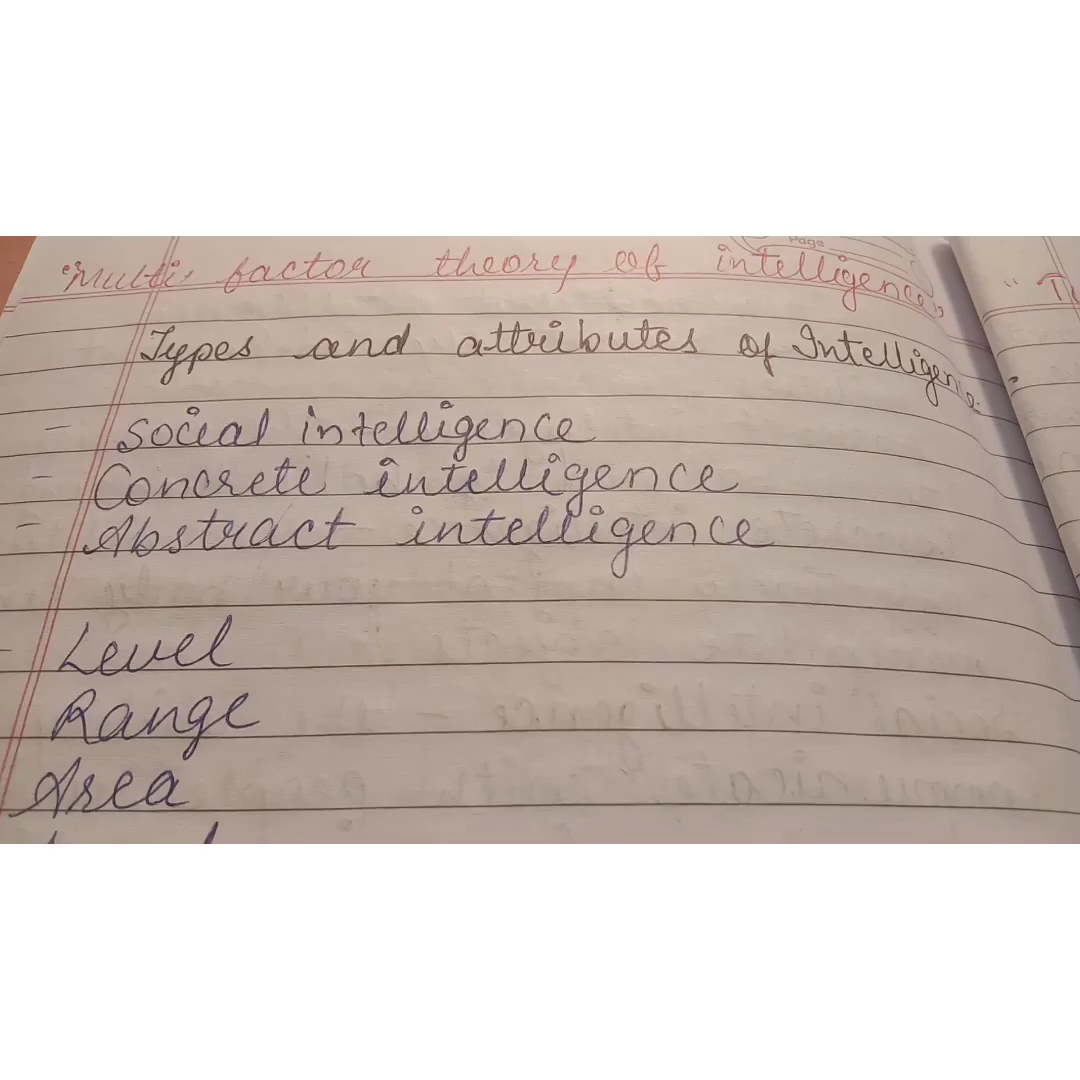 Page
"Multi factor theory of intelligence"
Types and attributes of Intelligence.
- Social intelligence
- Concrete intelligence
- Abstract intelligence
- Level
Range
Area